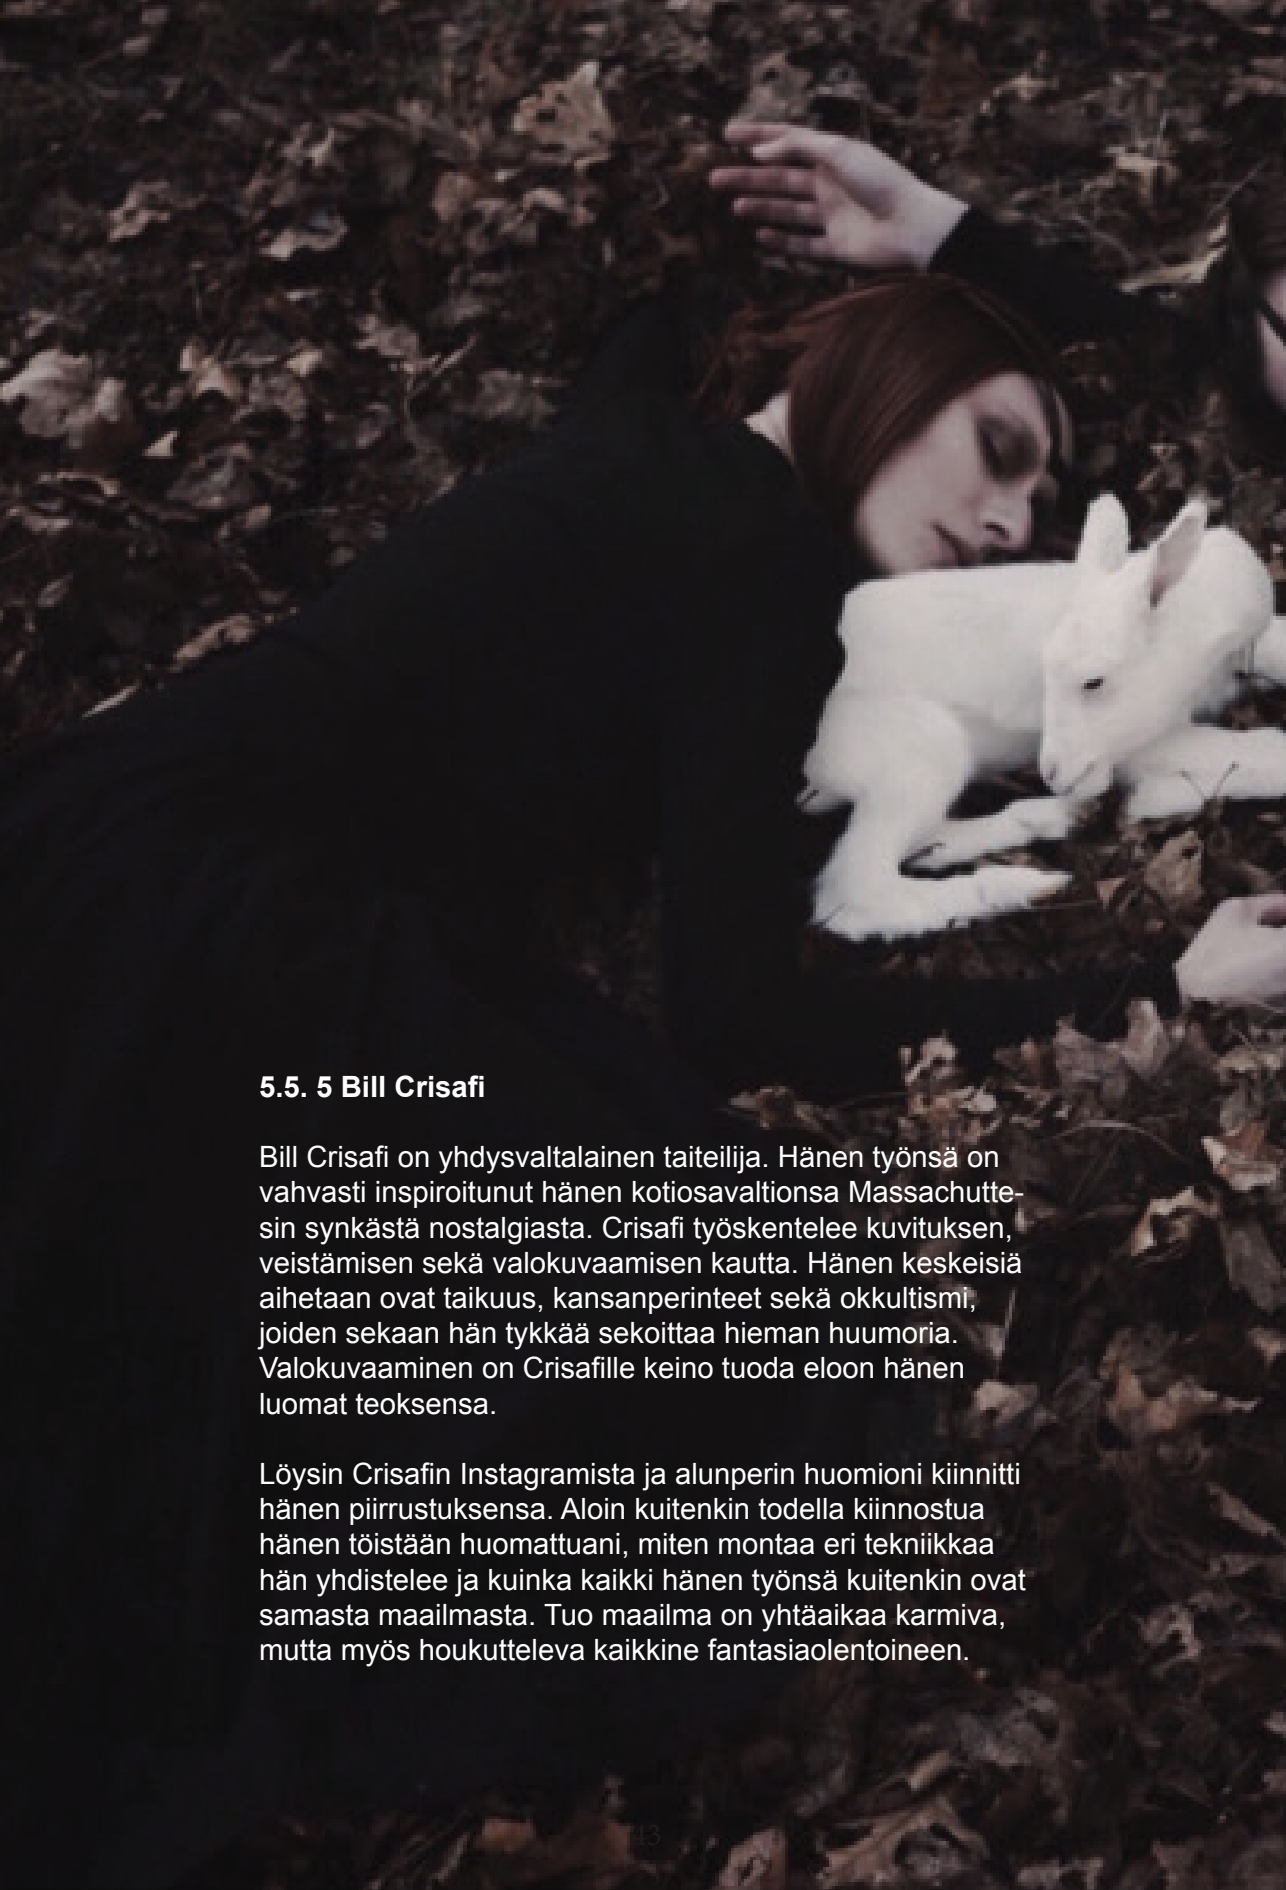 5.5. 5 Bill Crisafi
Bill Crisafi on yhdysvaltalainen taiteilija. Hänen työnsä on
vahvasti inspiroitunut hänen kotiosavaltionsa Massachutte-
sin synkästä nostalgiasta. Crisafi työskentelee kuvituksen,
veistämisen sekä valokuvaamisen kautta. Hänen keskeisiä
aihetaan ovat taikuus, kansanperinteet sekä okkultismi,
joiden sekaan hän tykkää sekoittaa hieman huumoria.
Valokuvaaminen on Crisafille keino tuoda eloon hänen
luomat teoksensa.
Löysin Crisafin Instagramista ja alunperin huomioni kiinnitti
hänen piirrustuksensa. Aloin kuitenkin todella kiinnostua
hänen töistään huomattuani, miten montaa eri tekniikkaa
hän yhdistelee ja kuinka kaikki hänen työnsä kuitenkin ovat
samasta maailmasta. Tuo maailma on yhtäaikaa karmiva,
mutta myös houkutteleva kaikkine fantasiaolentoineen.
43